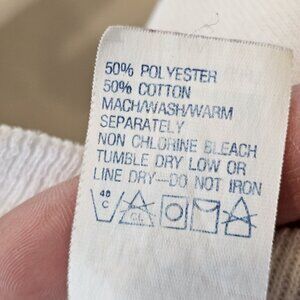 50% POLYESTER
50% COTTON
MACH/WASH/WARM
SEPARATELY
NON CHLORINE BLEACH
TUMBLE DRY LOW OR
LINE DRY—DO NOT IRON
40
C
CL